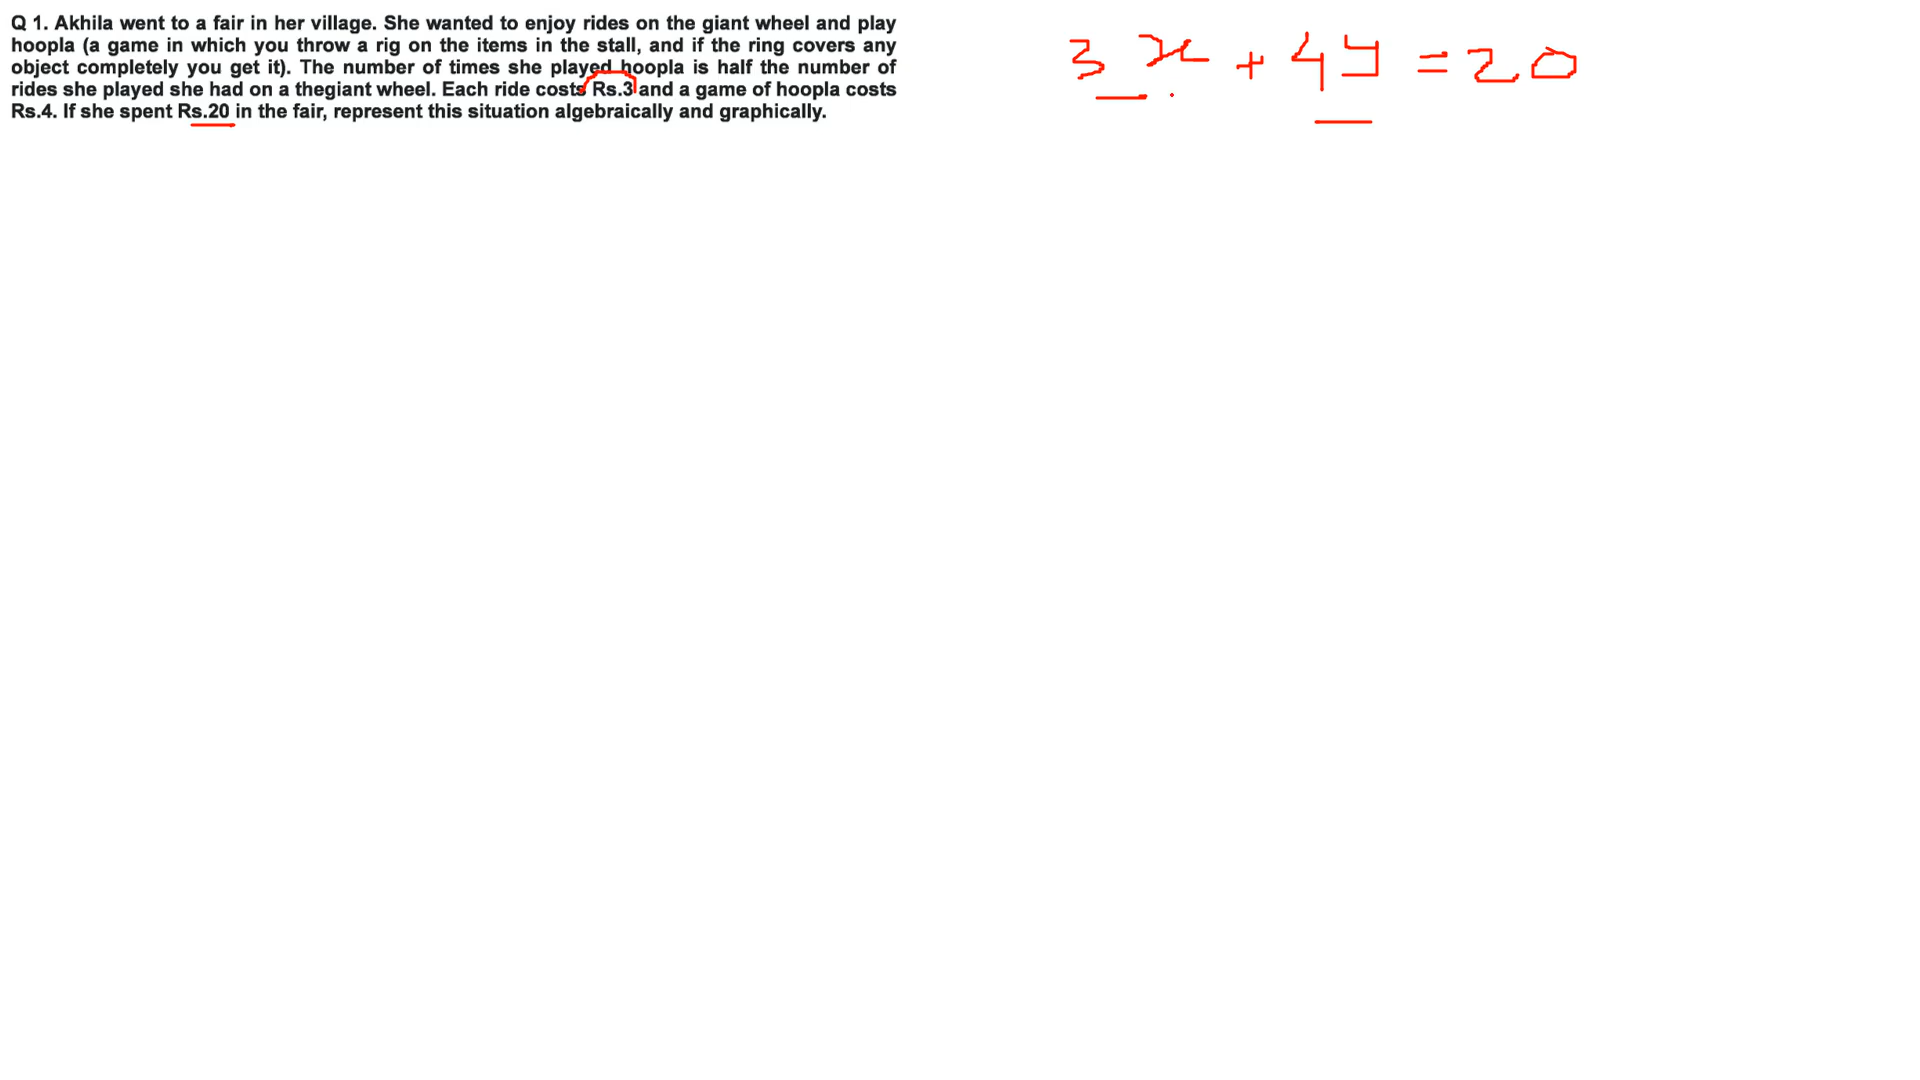 Q 1. Akhila went to a fair in her village. She wanted to enjoy rides on the giant wheel and play
hoopla (a game in which you throw a rig on the items in the stall, and if the ring covers any
object completely you get it). The number of times she played hoopla is half the number of
rides she played she had on a thegiant wheel. Each ride costs Rs.3 and a game of hoopla costs
Rs.4. If she spent Rs.20 in the fair, represent this situation algebraically and graphically.
3x + 4y = 20